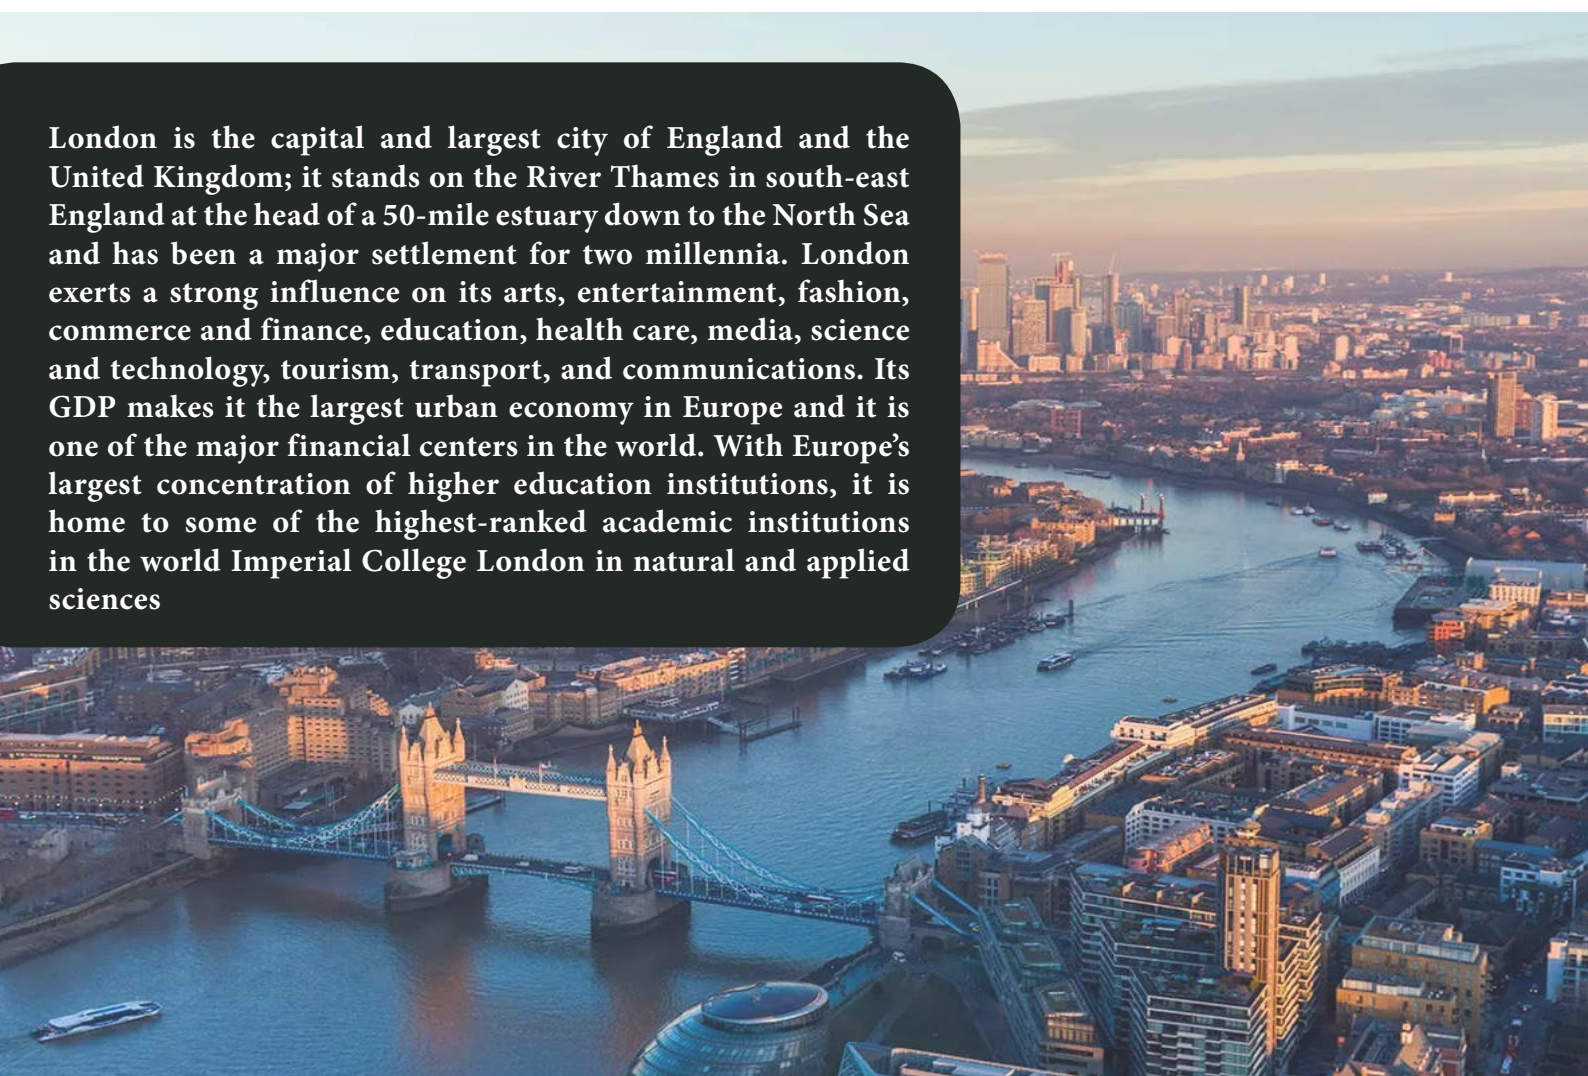 London is the capital and largest city of England and the
United Kingdom; it stands on the River Thames in south-east
England at the head of a 50-mile estuary down to the North Sea
and has been a major settlement for two millennia. London
exerts a strong influence on its arts, entertainment, fashion,
commerce and finance, education, health care, media, science
and technology, tourism, transport, and communications. Its
GDP makes it the largest urban economy in Europe and it is
one of the major financial centers in the world. With Europe’s
largest concentration of higher education institutions, it is
home to some of the highest-ranked academic institutions
in the world Imperial College London in natural and applied
sciences